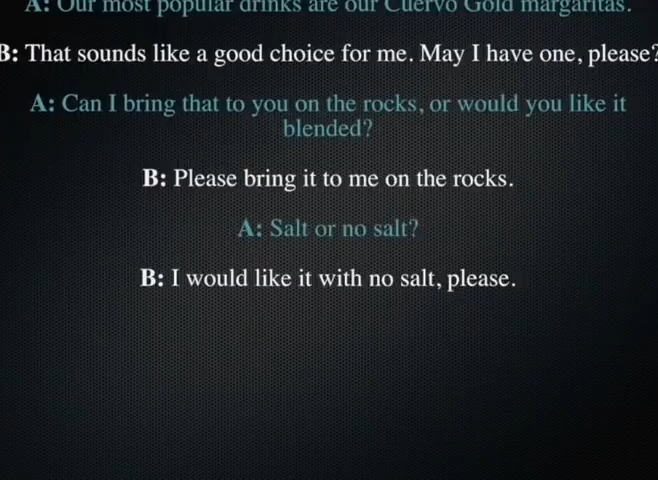 A: Our most popular drinks are our Cuervo Gold margaritas.
B: That sounds like a good choice for me. May I have one, please?
A: Can I bring that to you on the rocks, or would you like it
blended?
B: Please bring it to me on the rocks.
A: Salt or no salt?
B: I would like it with no salt, please.